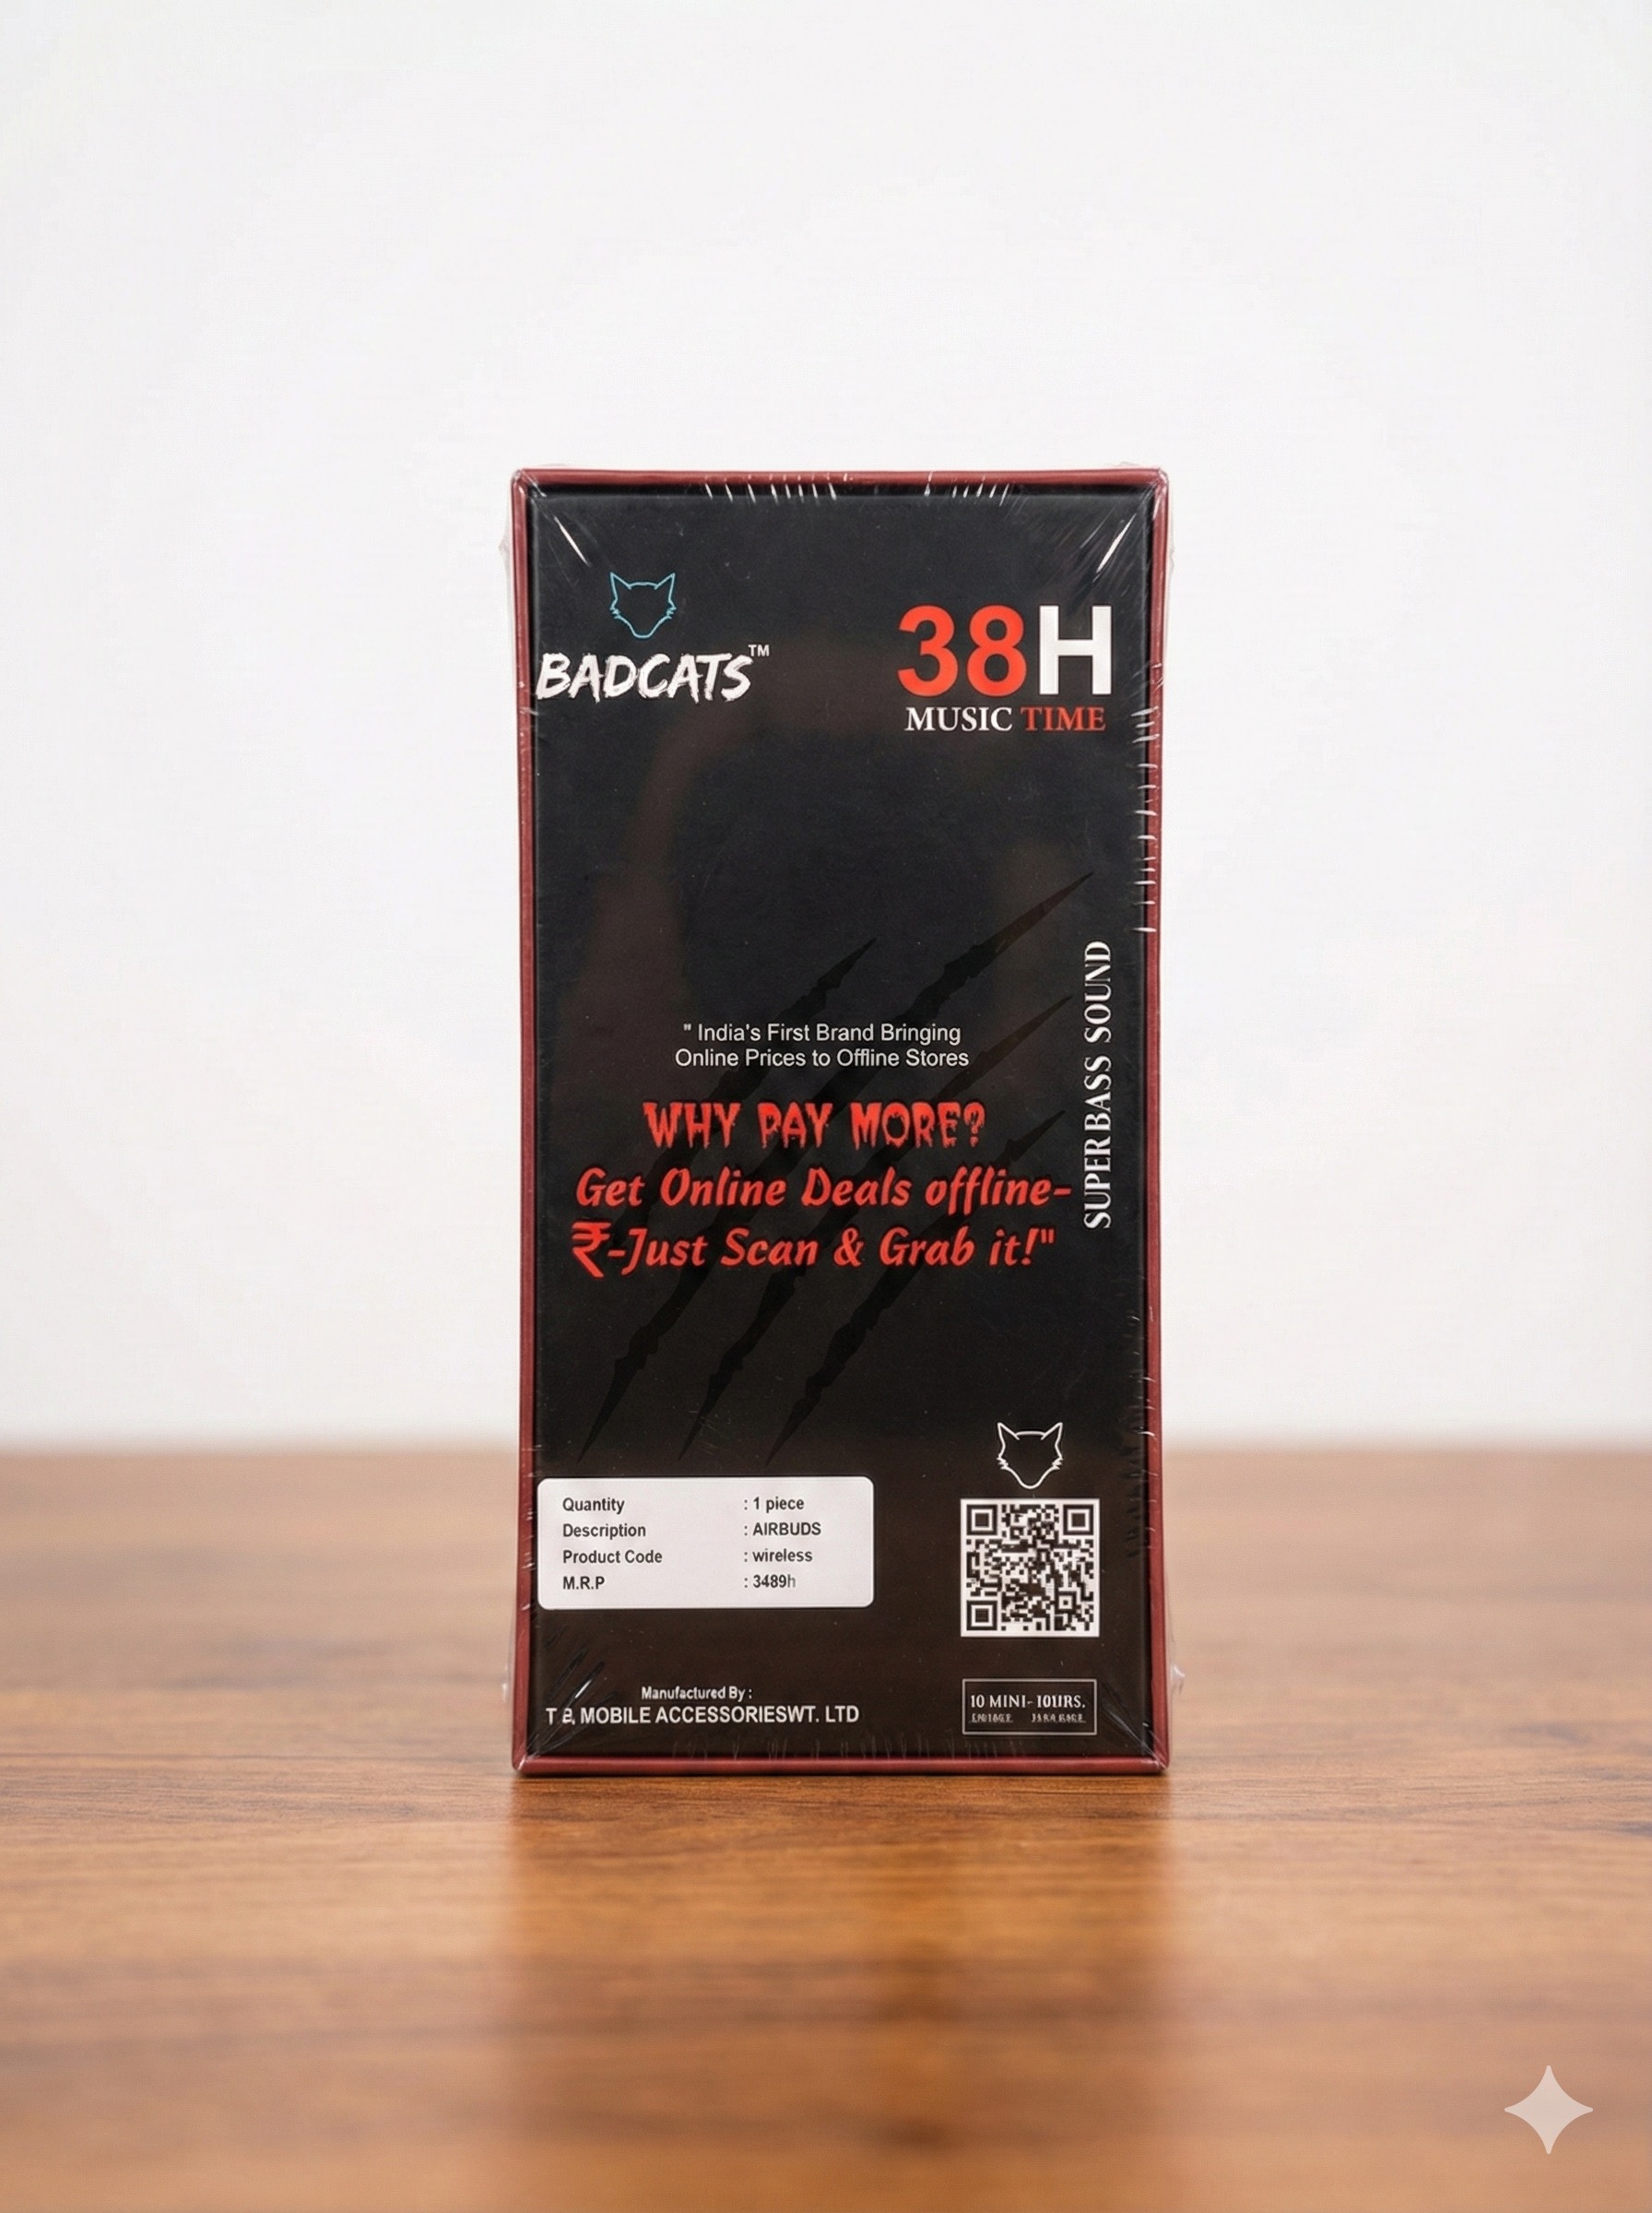 BADCATS™
38H
MUSIC TIME
SUPERBASS SOUND
" India's First Brand Bringing
Online Prices to Offline Stores
WHY PAY MORE?
Get Online Deals offline-
₹-Just Scan & Grab it!"
Quantity : 1 piece
Description : AIRBUDS
Product Code : wireless
M.R.P : 3489h
Manufactured By :
MOBILE ACCESSORIESWT. LTD
10 MINI-